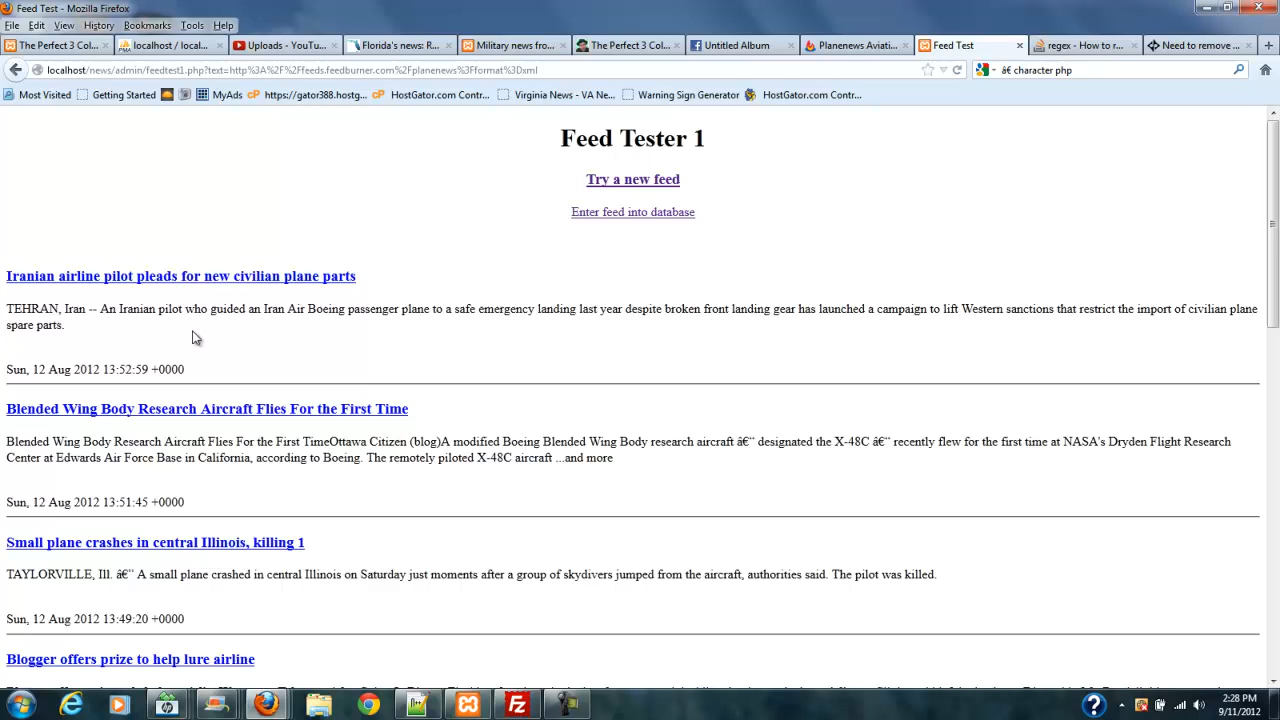 Feed Test - Mozilla Firefox
File Edit View History Bookmarks Tools Help
The Perfect 3 Col... localhost / local... Uploads - YouTu... Florida's news: R... Military news fro... The Perfect 3 Col... Untitled Album Planenews Aviati... Feed Test regex - How to r... Need to remove ...
localhost/news/admin/feedtest1.php?text=http%3A%2F%2Ffeeds.feedburner.com%2Fplanenews%3Fformat%3Dxml
â€ character php
Most Visited Getting Started MyAds https://gator388.hostg... HostGator.com Contr... Virginia News - VA Ne... Warning Sign Generator HostGator.com Contr...
Feed Tester 1
Try a new feed
Enter feed into database
Iranian airline pilot pleads for new civilian plane parts
TEHRAN, Iran -- An Iranian pilot who guided an Iran Air Boeing passenger plane to a safe emergency landing last year despite broken front landing gear has launched a campaign to lift Western sanctions that restrict the import of civilian plane
spare parts.
Sun, 12 Aug 2012 13:52:59 +0000
Blended Wing Body Research Aircraft Flies For the First Time
Blended Wing Body Research Aircraft Flies For the First TimeOttawa Citizen (blog)A modified Boeing Blended Wing Body research aircraft â€“ designated the X-48C â€“ recently flew for the first time at NASA's Dryden Flight Research
Center at Edwards Air Force Base in California, according to Boeing. The remotely piloted X-48C aircraft ...and more
Sun, 12 Aug 2012 13:51:45 +0000
Small plane crashes in central Illinois, killing 1
TAYLORVILLE, Ill. â€“ A small plane crashed in central Illinois on Saturday just moments after a group of skydivers jumped from the aircraft, authorities said. The pilot was killed.
Sun, 12 Aug 2012 13:49:20 +0000
Blogger offers prize to help lure airline
2:28 PM
9/11/2012